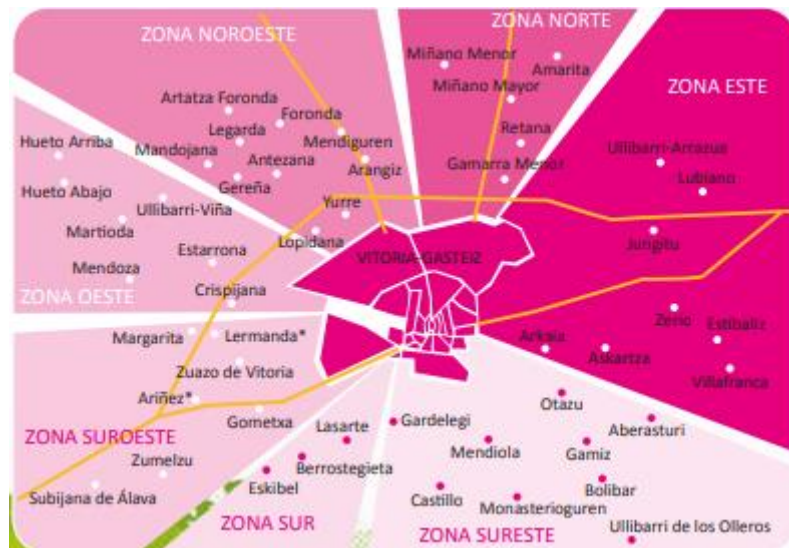 ZONA NOROESTE
ZONA NORTE
Miñano Menor
Amarita
Miñano Mayor
ZONA ESTE
Artatza Foronda
Foronda
Legarda
Mendiguren
Retana
Hueto Arriba
Mandojana
Antezana
Arangiz
Gamarra Menor
Ullibarri-Arrazua
Lubiano
Hueto Abajo
Gereña
Ullibarri-Viña
Yurre
Martioda
Lopidana
Jungitu
Estarrona
VITORIA-GASTEIZ
Mendoza
ZONA OESTE
Crispijana
Zerio
Estibaliz
Margarita
Lermanda*
Arkaia
Askartza
Zuazo de Vitoria
Villafranca
Ariñez*
Otazu
Gometxa
Gardelegi
Aberasturi
ZONA SUROESTE
Lasarte
Mendiola
Gamiz
Zumelzu
Berrostegieta
Subijana de Álava
Eskibel
Castillo
Bolibar
Monasterioguren
ZONA SUR
ZONA SURESTE
Ullibarri de los Olleros